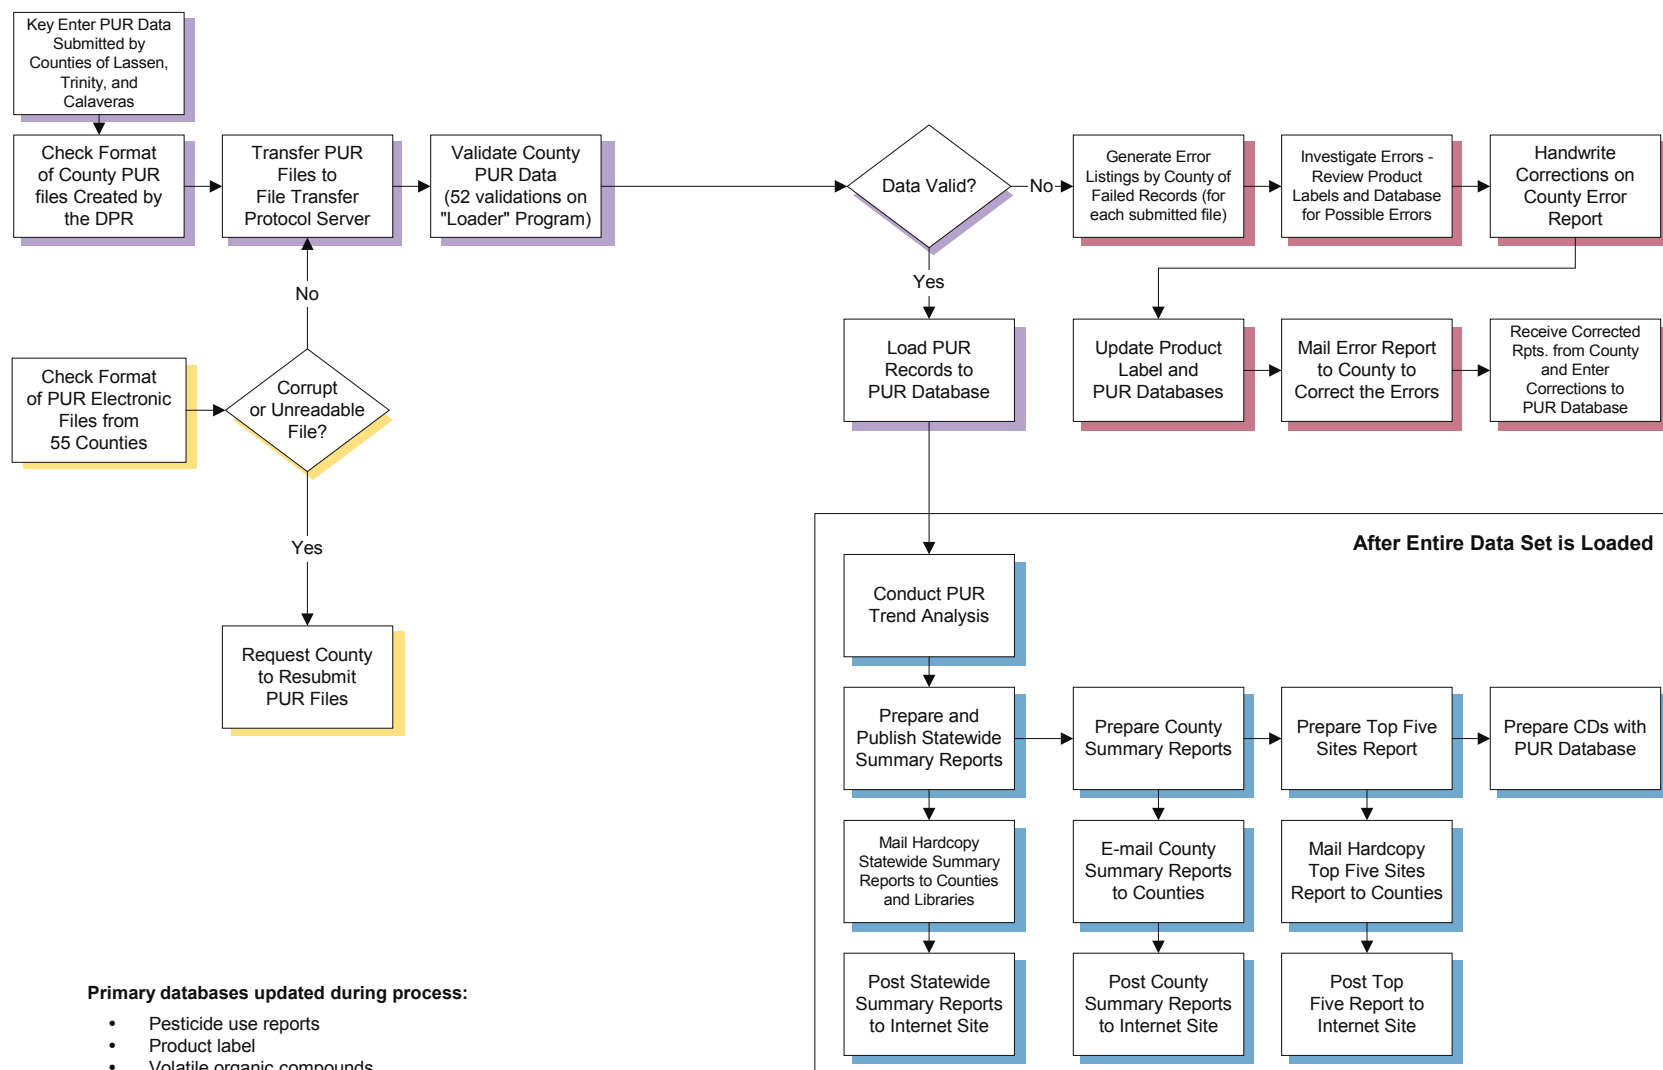 Key Enter PUR Data
Submitted by
Counties of Lassen,
Trinity, and
Calaveras
Check Format
of County PUR
files Created by
the DPR
Transfer PUR
Files to
File Transfer
Protocol Server
Validate County
PUR Data
(52 validations on
"Loader" Program)
Data Valid?
No
Generate Error
Listings by County of
Failed Records (for
each submitted file)
Investigate Errors -
Review Product
Labels and Database
for Possible Errors
Handwrite
Corrections on
County Error
Report
No
Yes
Check Format
of PUR Electronic
Files from
55 Counties
Corrupt
or Unreadable
File?
Load PUR
Records to
PUR Database
Update Product
Label and
PUR Databases
Mail Error Report
to County to
Correct the Errors
Receive Corrected
Rpts. from County
and Enter
Corrections to
PUR Database
Yes
Request County
to Resubmit
PUR Files
After Entire Data Set is Loaded
Conduct PUR
Trend Analysis
Prepare and
Publish Statewide
Summary Reports
Prepare County
Summary Reports
Prepare Top Five
Sites Report
Prepare CDs with
PUR Database
Mail Hardcopy
Statewide Summary
Reports to Counties
and Libraries
E-mail County
Summary Reports
to Counties
Mail Hardcopy
Top Five Sites
Report to Counties
Post Statewide
Summary Reports
to Internet Site
Post County
Summary Reports
to Internet Site
Post Top
Five Report to
Internet Site
Primary databases updated during process:
• Pesticide use reports
• Product label
• Volatile organic compounds